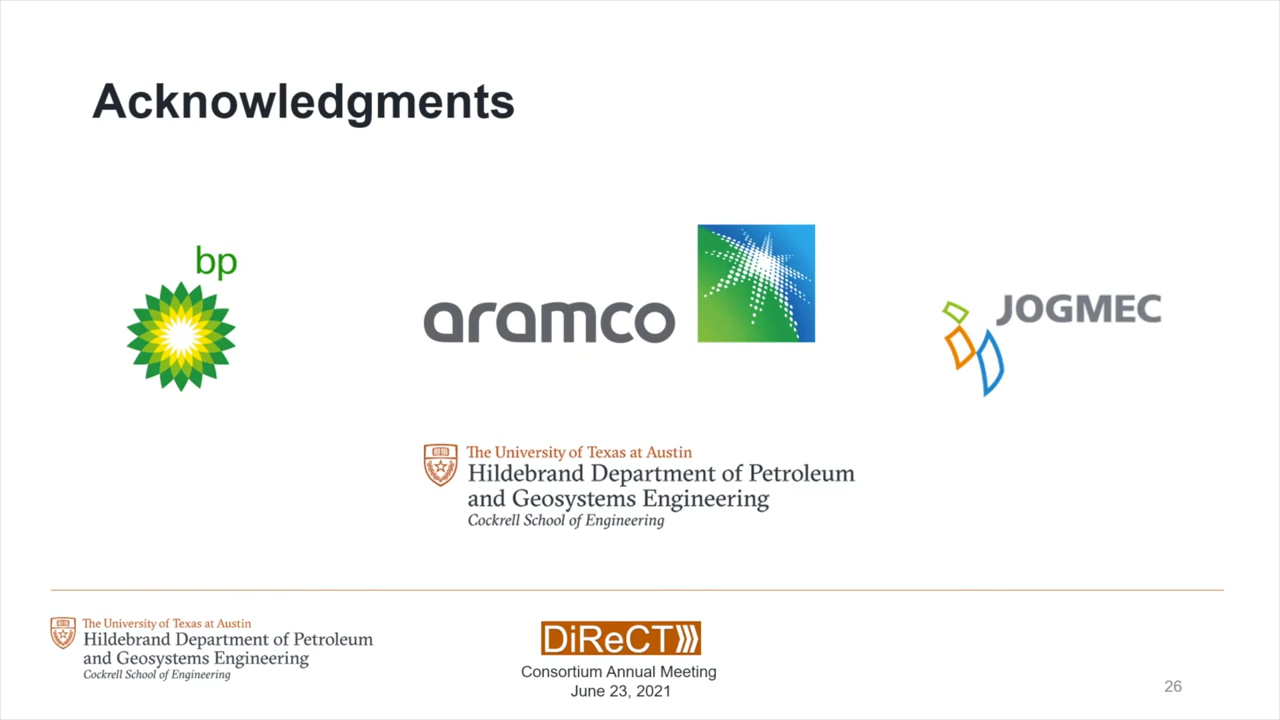 Acknowledgments
bp
aramco
JOGMEC
The University of Texas at Austin
Hildebrand Department of Petroleum
and Geosystems Engineering
Cockrell School of Engineering
The University of Texas at Austin
Hildebrand Department of Petroleum
and Geosystems Engineering
Cockrell School of Engineering
DiReCT
Consortium Annual Meeting
June 23, 2021
26